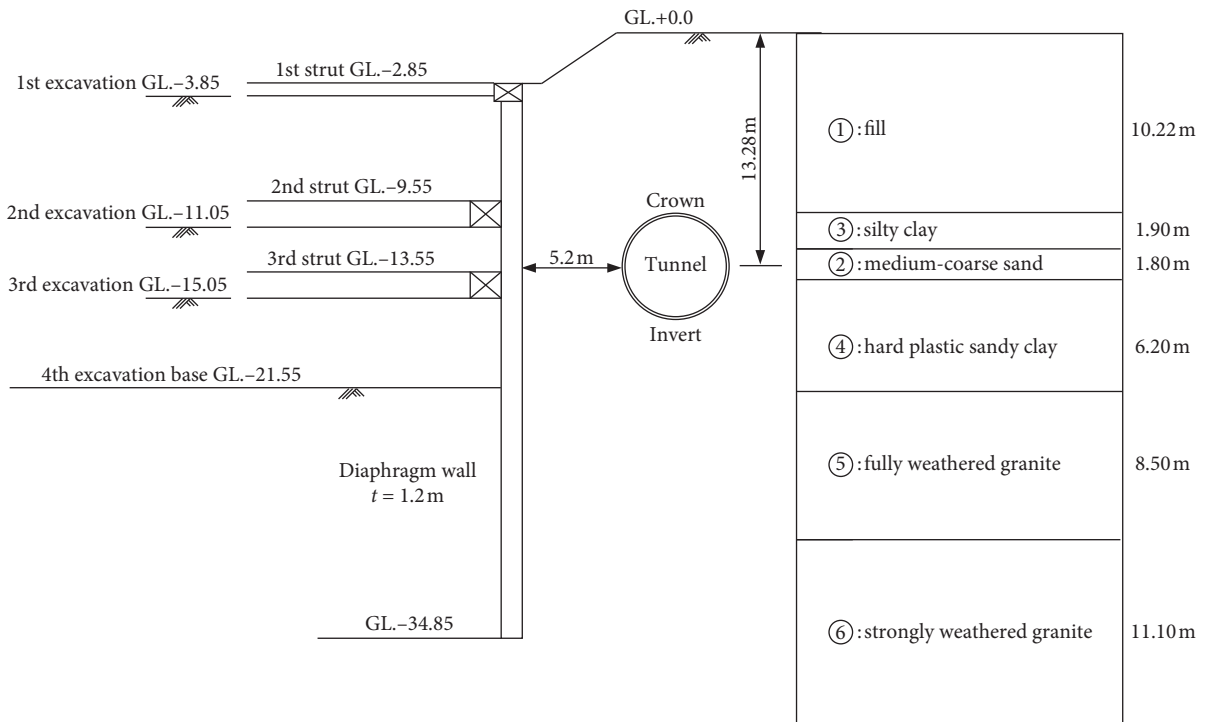 GL.+0.0
1st strut GL.–2.85
1st excavation GL.–3.85
13.28 m
①:fill
10.22 m
2nd strut GL.–9.55
2nd excavation GL.–11.05
Crown
③:silty clay
1.90 m
3rd strut GL.–13.55
5.2 m
Tunnel
②:medium-coarse sand
1.80 m
3rd excavation GL.–15.05
Invert
④:hard plastic sandy clay
6.20 m
4th excavation base GL.–21.55
Diaphragm wall
t = 1.2 m
⑤:fully weathered granite
8.50 m
GL.–34.85
⑥:strongly weathered granite
11.10 m